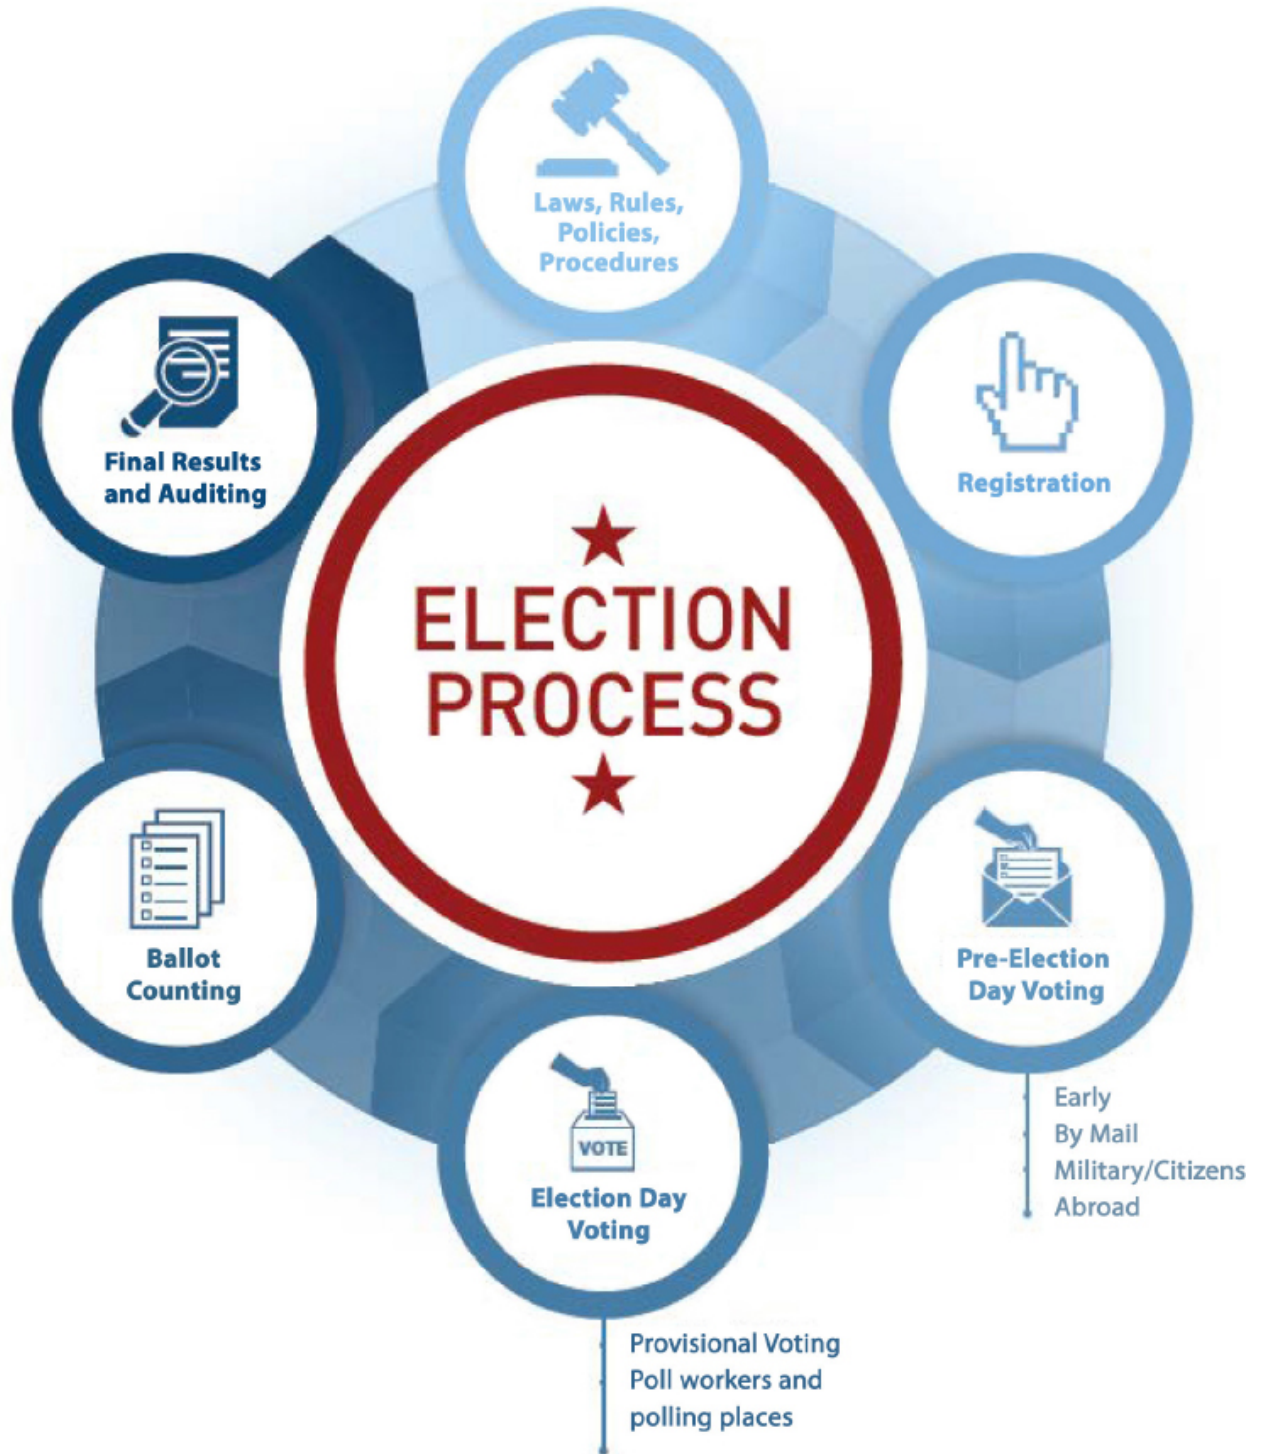 Laws, Rules,
Policies,
Procedures
Registration
Pre-Election
Day Voting
Early
By Mail
Military/Citizens
Abroad
VOTE
Election Day
Voting
Provisional Voting
Poll workers and
polling places
Ballot
Counting
Final Results
and Auditing
ELECTION
PROCESS